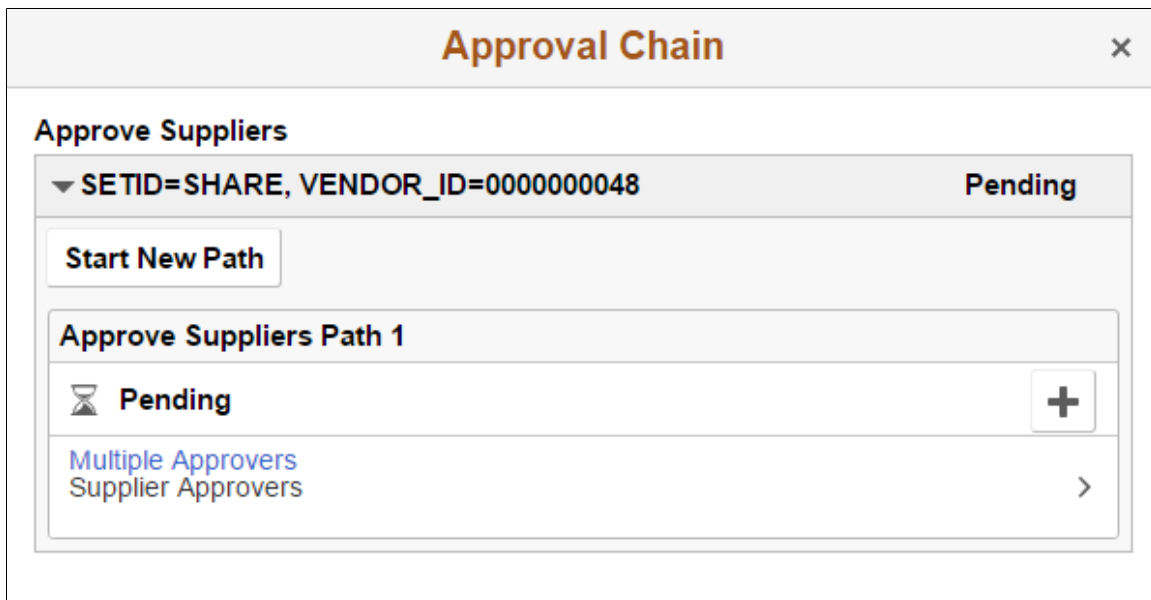 Approval Chain
Approve Suppliers
SETID=SHARE, VENDOR_ID=0000000048 Pending
Start New Path
Approve Suppliers Path 1
Pending
Multiple Approvers
Supplier Approvers